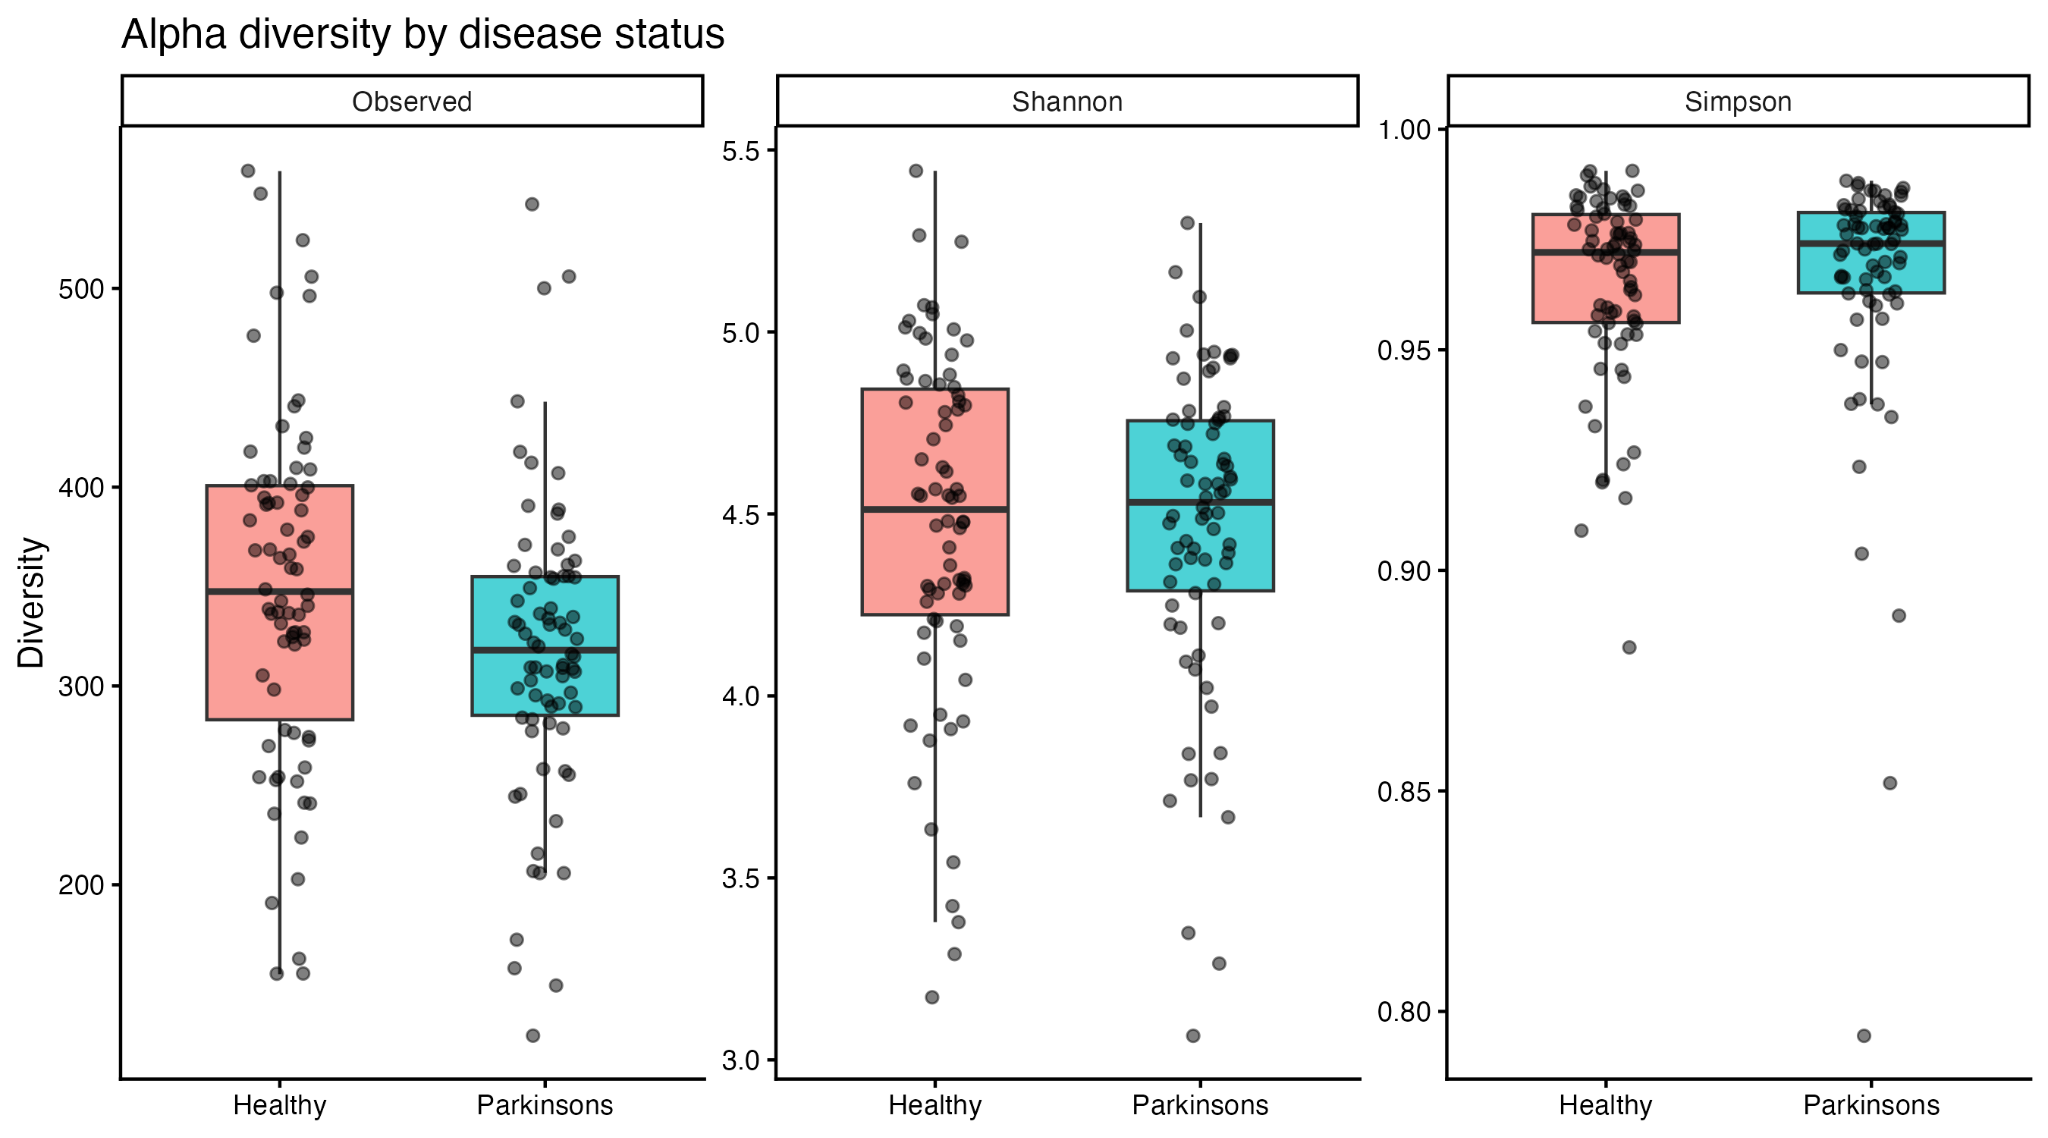 Alpha diversity by disease status
Observed
Shannon
Simpson
Diversity
500
400
300
200
5.5
5.0
4.5
4.0
3.5
3.0
1.00
0.95
0.90
0.85
0.80
Healthy
Parkinsons
Healthy
Parkinsons
Healthy
Parkinsons